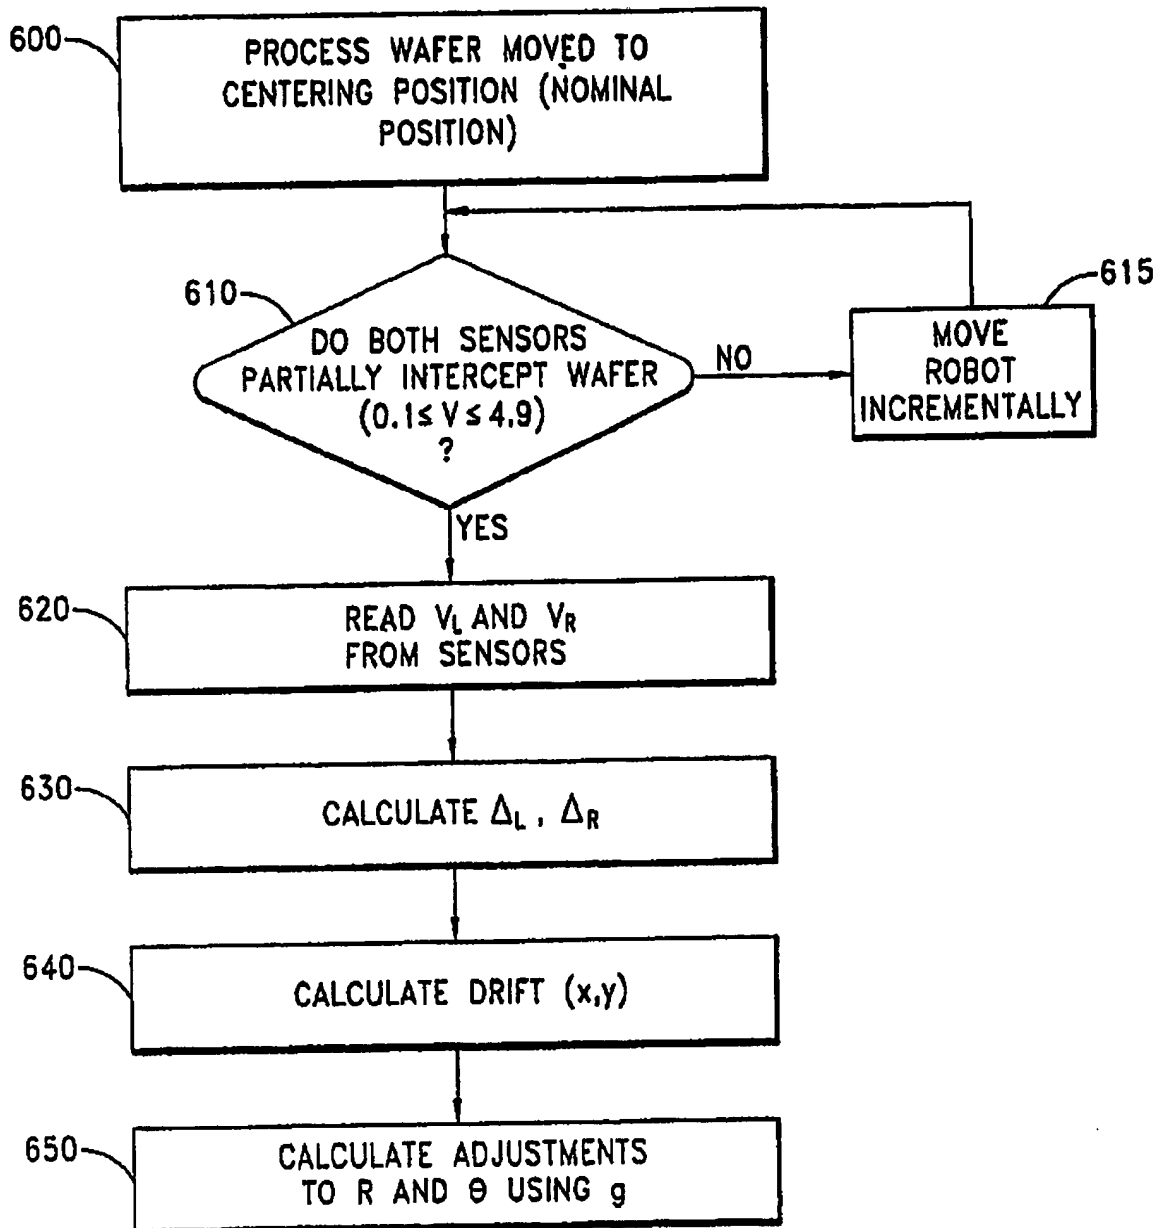 600
PROCESS WAFER MOVED TO
CENTERING POSITION (NOMINAL
POSITION)
610
DO BOTH SENSORS
PARTIALLY INTERCEPT WAFER
(0.1≤ V ≤ 4.9)
?
NO
615
MOVE
ROBOT
INCREMENTALLY
YES
620
READ V_L AND V_R
FROM SENSORS
630
CALCULATE Δ_L , Δ_R
640
CALCULATE DRIFT (x,y)
650
CALCULATE ADJUSTMENTS
TO R AND θ USING g